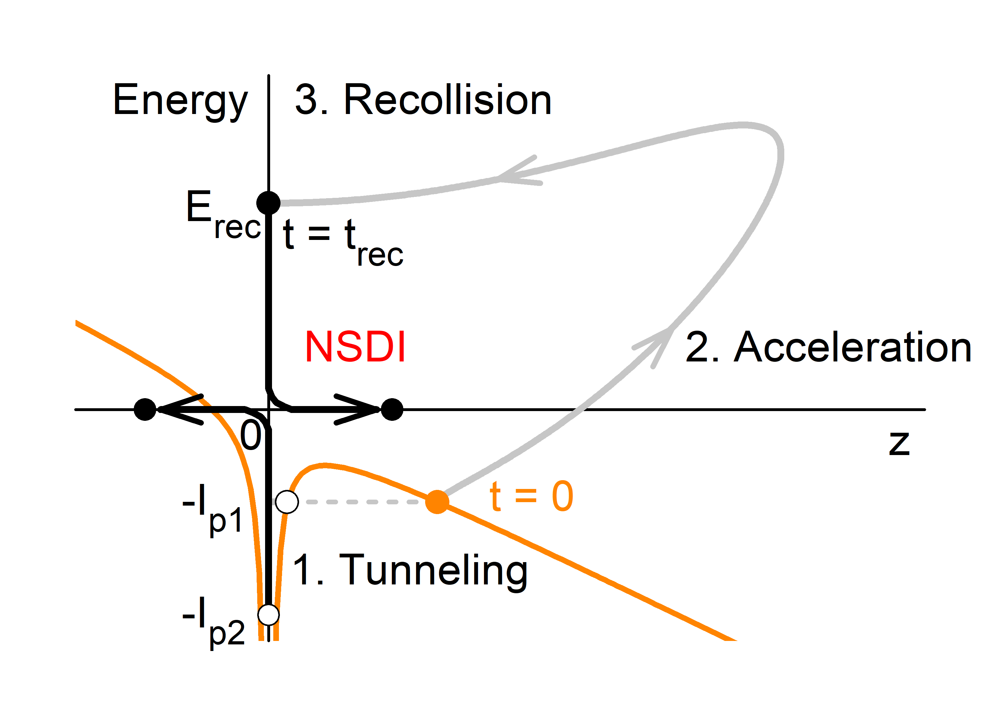 Energy
3. Recollision
E_rec
t = t_rec
NSDI
2. Acceleration
0
z
-I_p1
t = 0
1. Tunneling
-I_p2